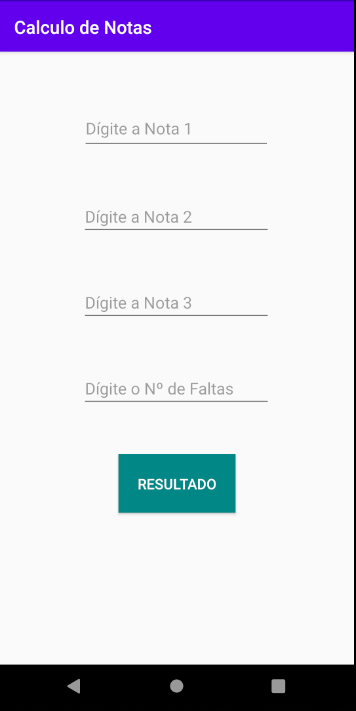 Calculo de Notas
Dígite a Nota 1
Dígite a Nota 2
Dígite a Nota 3
Dígite o Nº de Faltas
RESULTADO